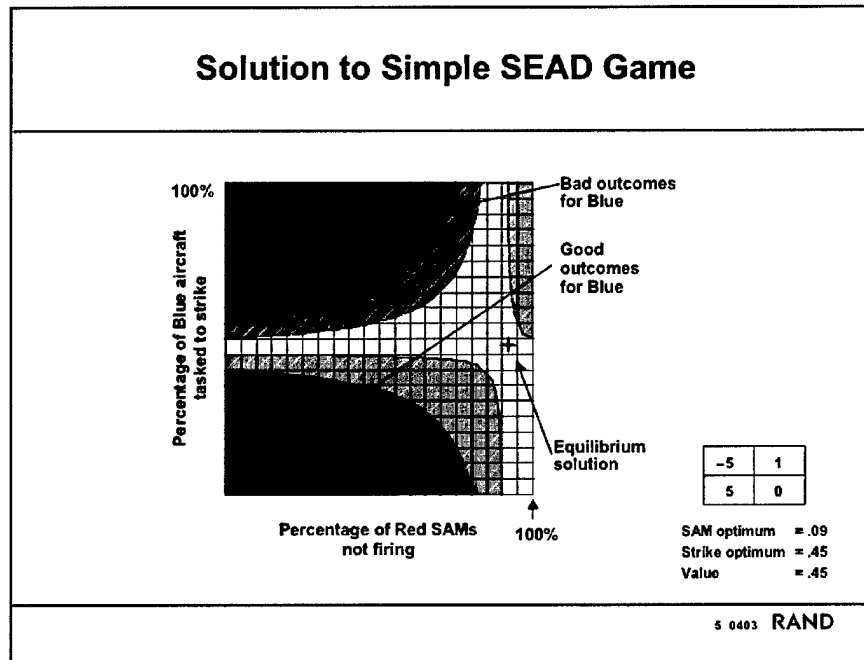 Solution to Simple SEAD Game
100%
Percentage of Blue aircraft
tasked to strike
Bad outcomes
for Blue
Good
outcomes
for Blue
Equilibrium
solution
Percentage of Red SAMs
not firing
100%
–5 1
5 0
SAM optimum = .09
Strike optimum = .45
Value = .45
5 0403 RAND